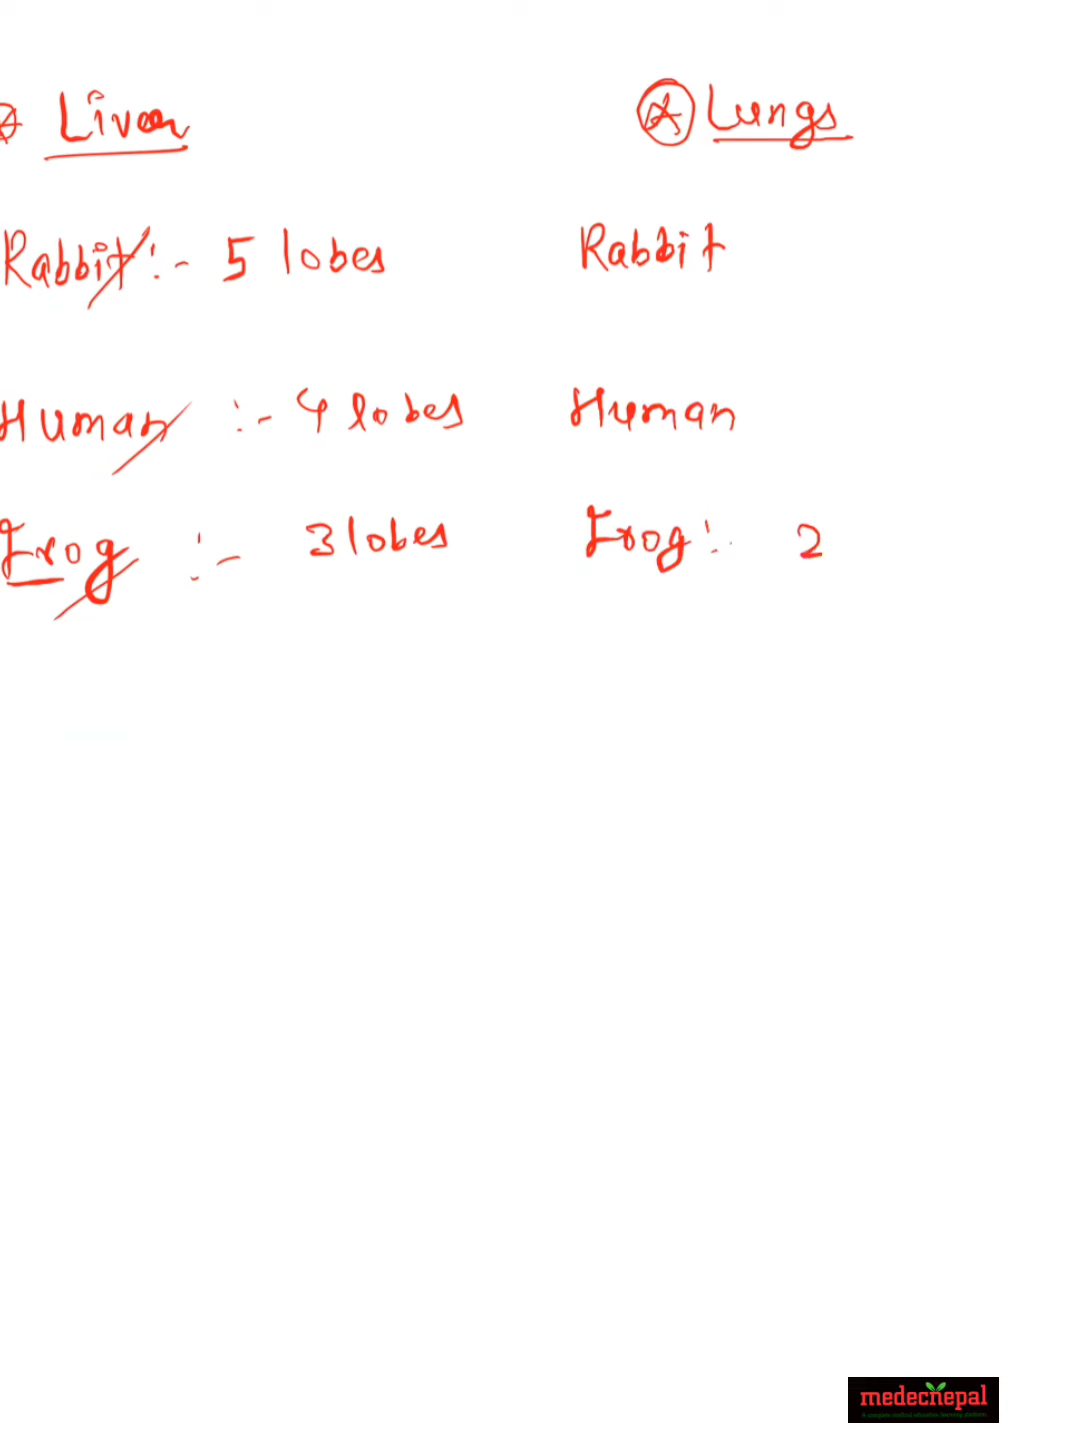 Liver
Rabbit :- 5 lobes
Human :- 4 lobes
Frog :- 3 lobes
Lungs
Rabbit
Human
Frog :- 2
medecnepal